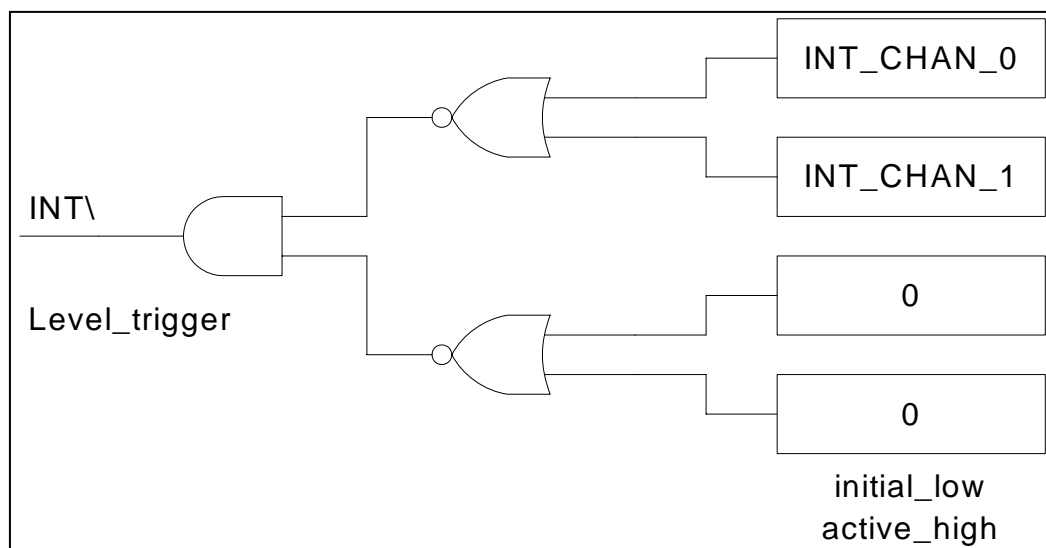 INT_CHAN_0
INT_CHAN_1
INT\
Level_trigger
0
0
initial_low
active_high